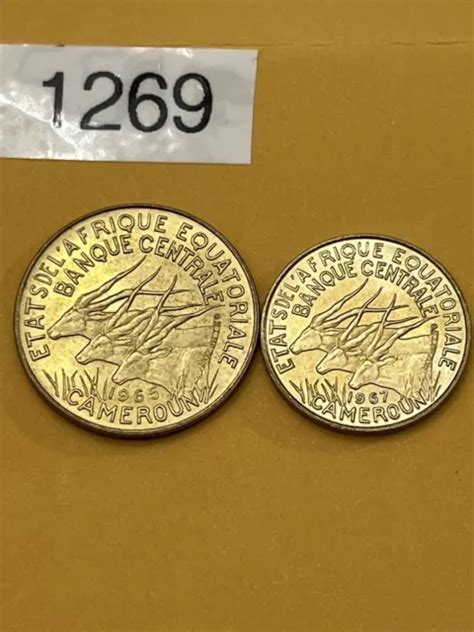 1269
ETATS DE L'AFRIQUE EQUATORIALE
BANQUE CENTRALE
1965
CAMEROUN
ETATS DE L'AFRIQUE EQUATORIALE
BANQUE CENTRALE
1967
CAMEROUN